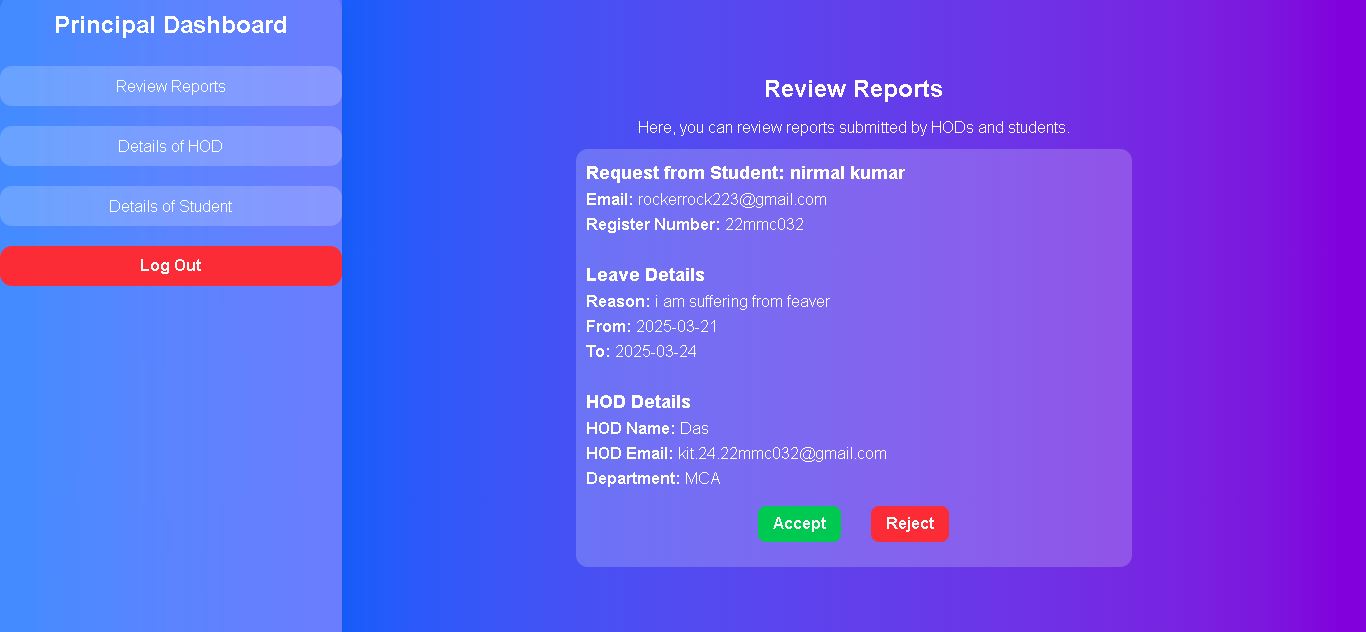 Principal Dashboard
Review Reports
Details of HOD
Details of Student
Log Out
Review Reports
Here, you can review reports submitted by HODs and students.
Request from Student: nirmal kumar
Email: rockerrock223@gmail.com
Register Number: 22mmc032
Leave Details
Reason: i am suffering from feaver
From: 2025-03-21
To: 2025-03-24
HOD Details
HOD Name: Das
HOD Email: kit.24.22mmc032@gmail.com
Department: MCA
Accept
Reject